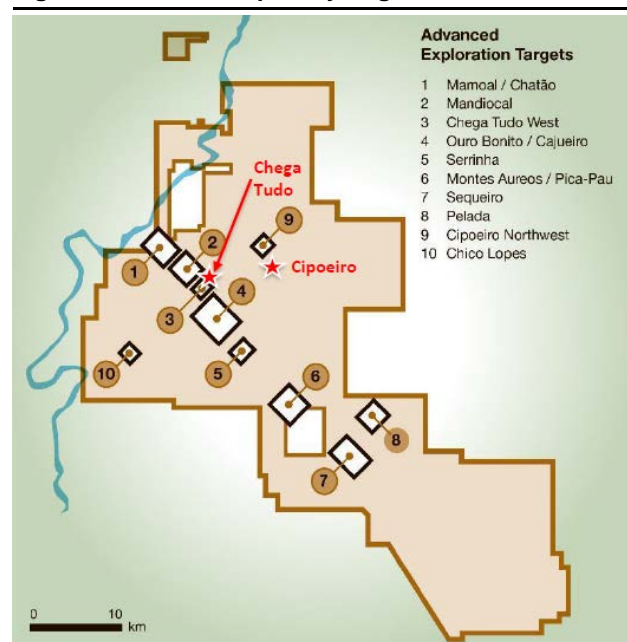 Advanced
Exploration Targets
1 Mamoal / Chatão
2 Mandiocal
3 Chega Tudo West
4 Ouro Bonito / Cajueiro
5 Serrinha
6 Montes Aureos / Pica-Pau
7 Sequeiro
8 Pelada
9 Cipoeiro Northwest
10 Chico Lopes
Chega
Tudo
9
2
Cipoeiro
1
4
3
10
5
6
8
7
0 10
km